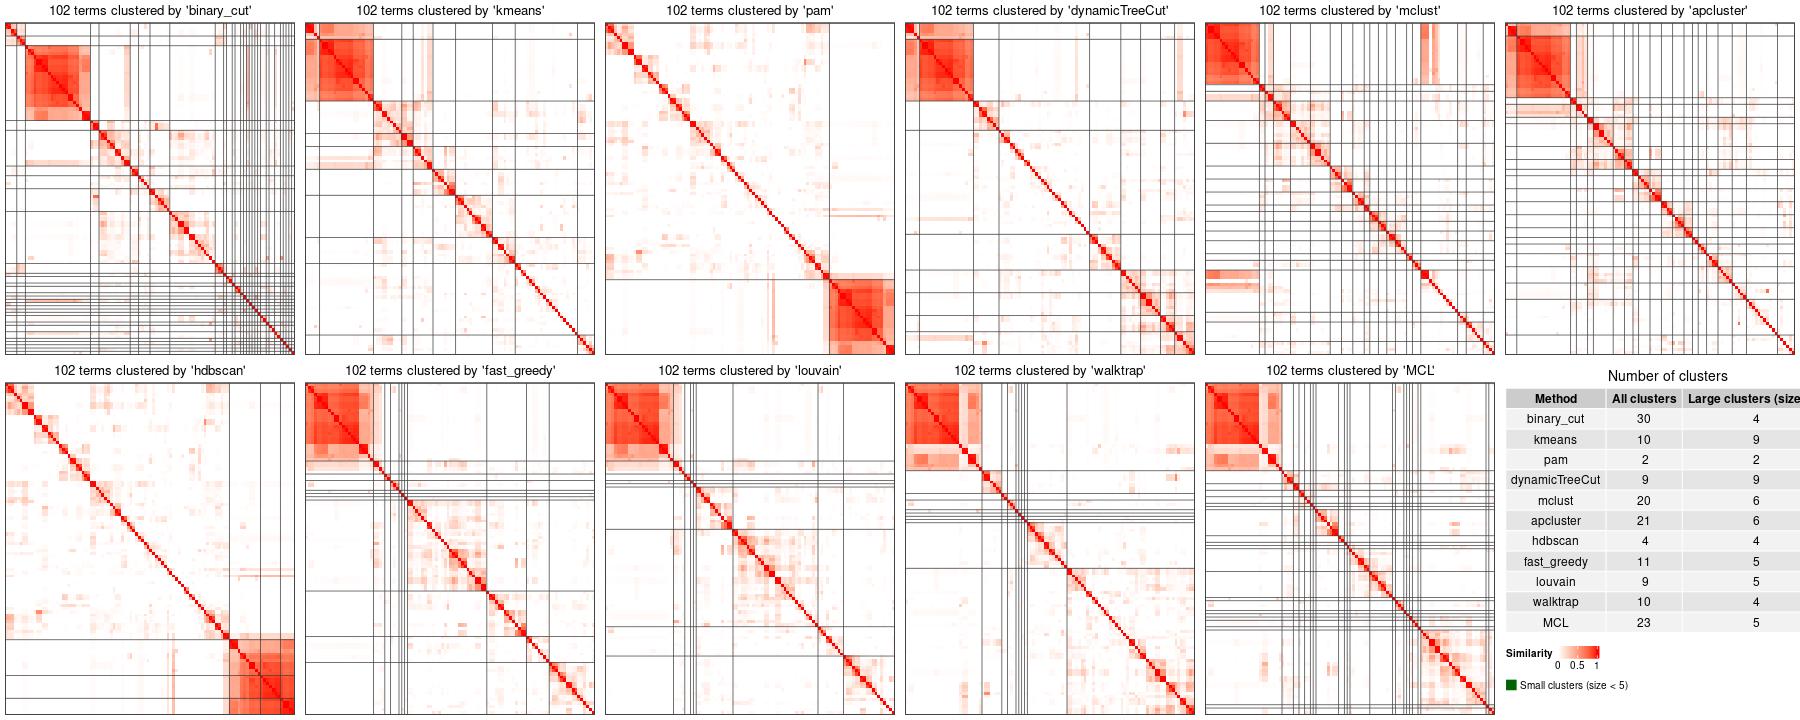 102 terms clustered by 'binary_cut'
102 terms clustered by 'kmeans'
102 terms clustered by 'pam'
102 terms clustered by 'dynamicTreeCut'
102 terms clustered by 'mclust'
102 terms clustered by 'apcluster'
102 terms clustered by 'hdbscan'
102 terms clustered by 'fast_greedy'
102 terms clustered by 'louvain'
102 terms clustered by 'walktrap'
102 terms clustered by 'MCL'
Number of clusters
Method All clusters Large clusters (size
binary_cut 30 4
kmeans 10 9
pam 2 2
dynamicTreeCut 9 9
mclust 20 6
apcluster 21 6
hdbscan 4 4
fast_greedy 11 5
louvain 9 5
walktrap 10 4
MCL 23 5
Similarity
0 0.5 1
Small clusters (size < 5)